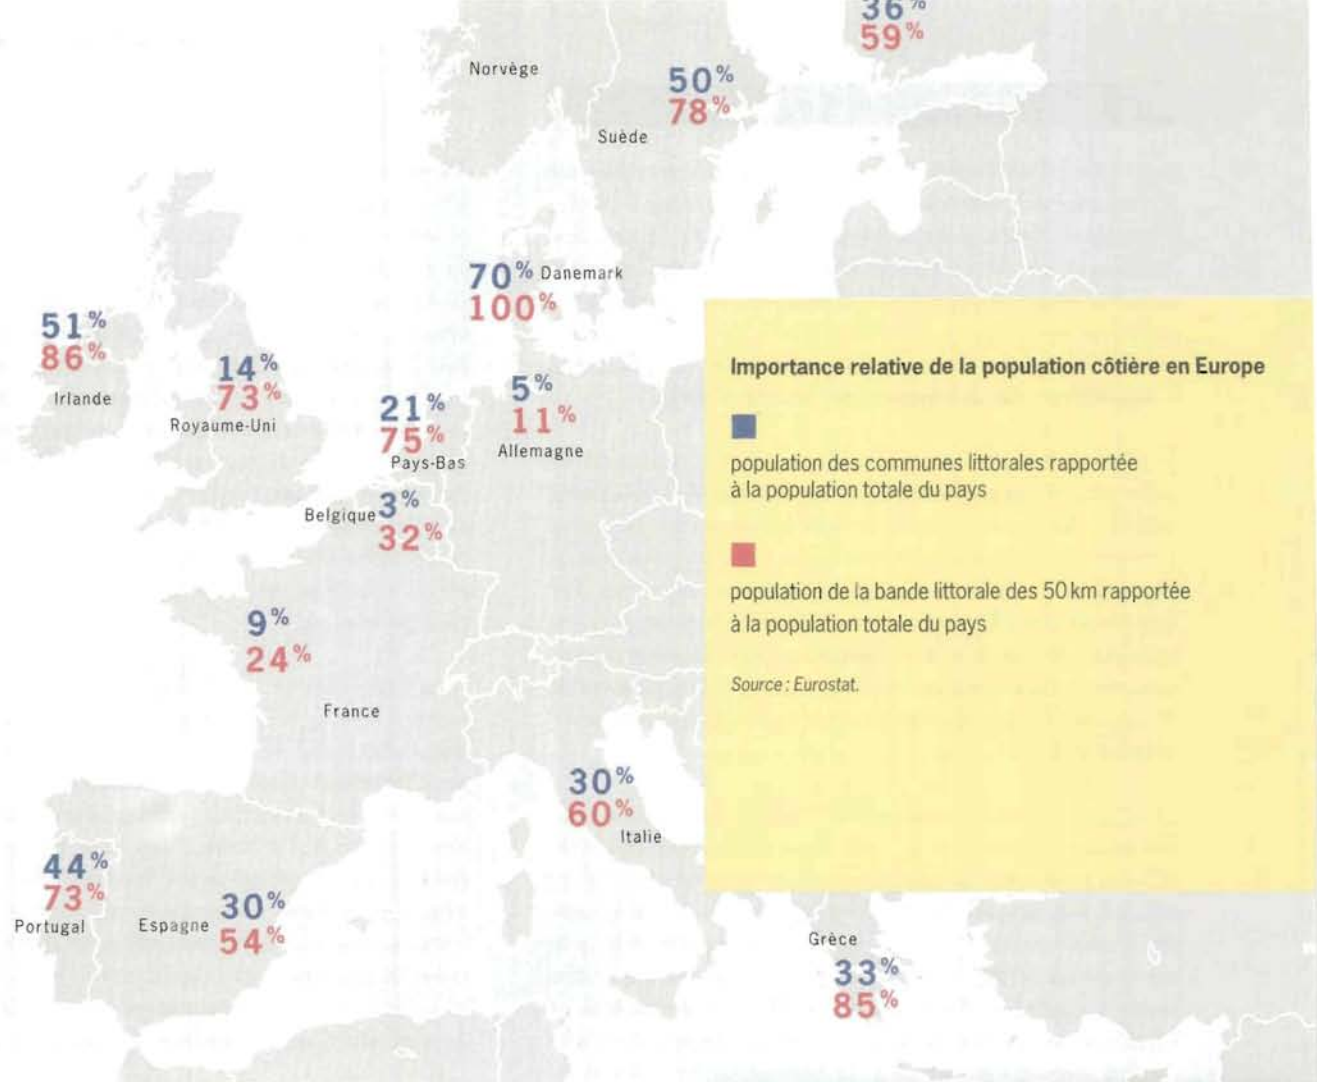 36%
59%
Norvège
50%
78%
Suède
70% Danemark
100%
51%
86%
Irlande
14%
73%
Royaume-Uni
21%
75%
Pays-Bas
5%
11%
Allemagne
Belgique 3%
32%
9%
24%
France
30%
60%
Italie
44%
73%
Portugal
Espagne 30%
54%
Grèce
33%
85%
Importance relative de la population côtière en Europe
population des communes littorales rapportée
à la population totale du pays
population de la bande littorale des 50 km rapportée
à la population totale du pays
Source : Eurostat.